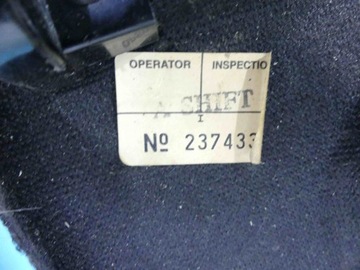 OPERATOR INSPECTIO
"A" SHIFT
I
Nº 237433